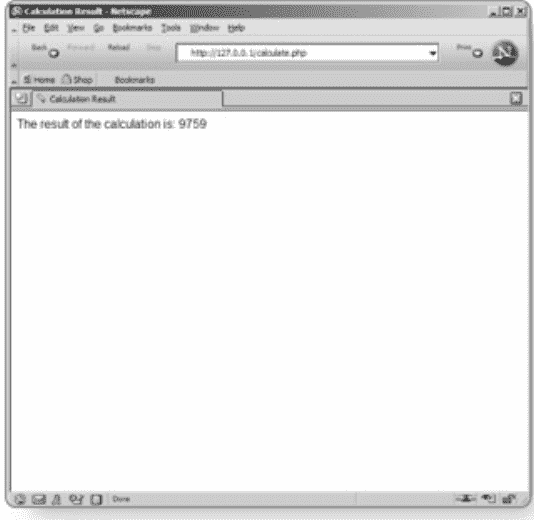 Calculation Result - Netscape
File Edit View Go Bookmarks Tools Window Help
Back Forward Reload Stop http://127.0.0.1/calculate.php Print N
Home Shop Bookmarks
Calculation Result
The result of the calculation is: 9759
Done